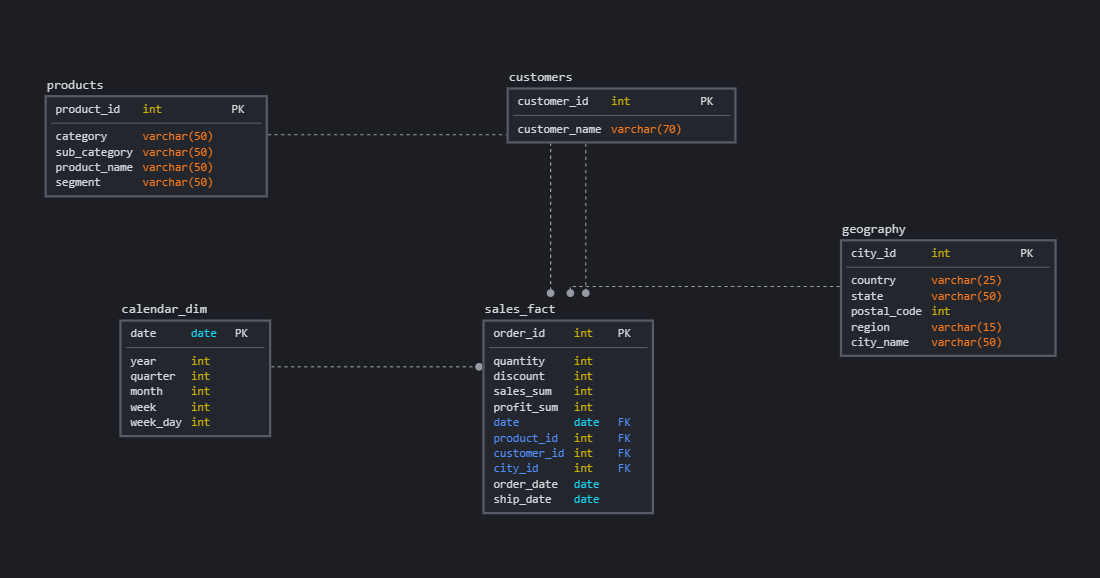 products
product_id int PK
category varchar(50)
sub_category varchar(50)
product_name varchar(50)
segment varchar(50)
customers
customer_id int PK
customer_name varchar(70)
geography
city_id int PK
country varchar(25)
state varchar(50)
postal_code int
region varchar(15)
city_name varchar(50)
calendar_dim
date date PK
year int
quarter int
month int
week int
week_day int
sales_fact
order_id int PK
quantity int
discount int
sales_sum int
profit_sum int
date date FK
product_id int FK
customer_id int FK
city_id int FK
order_date date
ship_date date